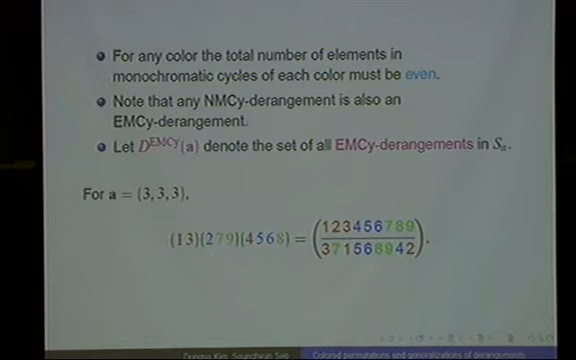 For any color the total number of elements in
monochromatic cycles of each color must be even.
Note that any NMCy-derangement is also an
EMCy-derangement.
Let D^EMCy(a) denote the set of all EMCy-derangements in Sₙ.
For a = (3, 3, 3),
(13)(279)(4568) = (123456789
371568942).
Dongsu Kim, Seunghyun Seo Colored permutations and generalizations of derangements